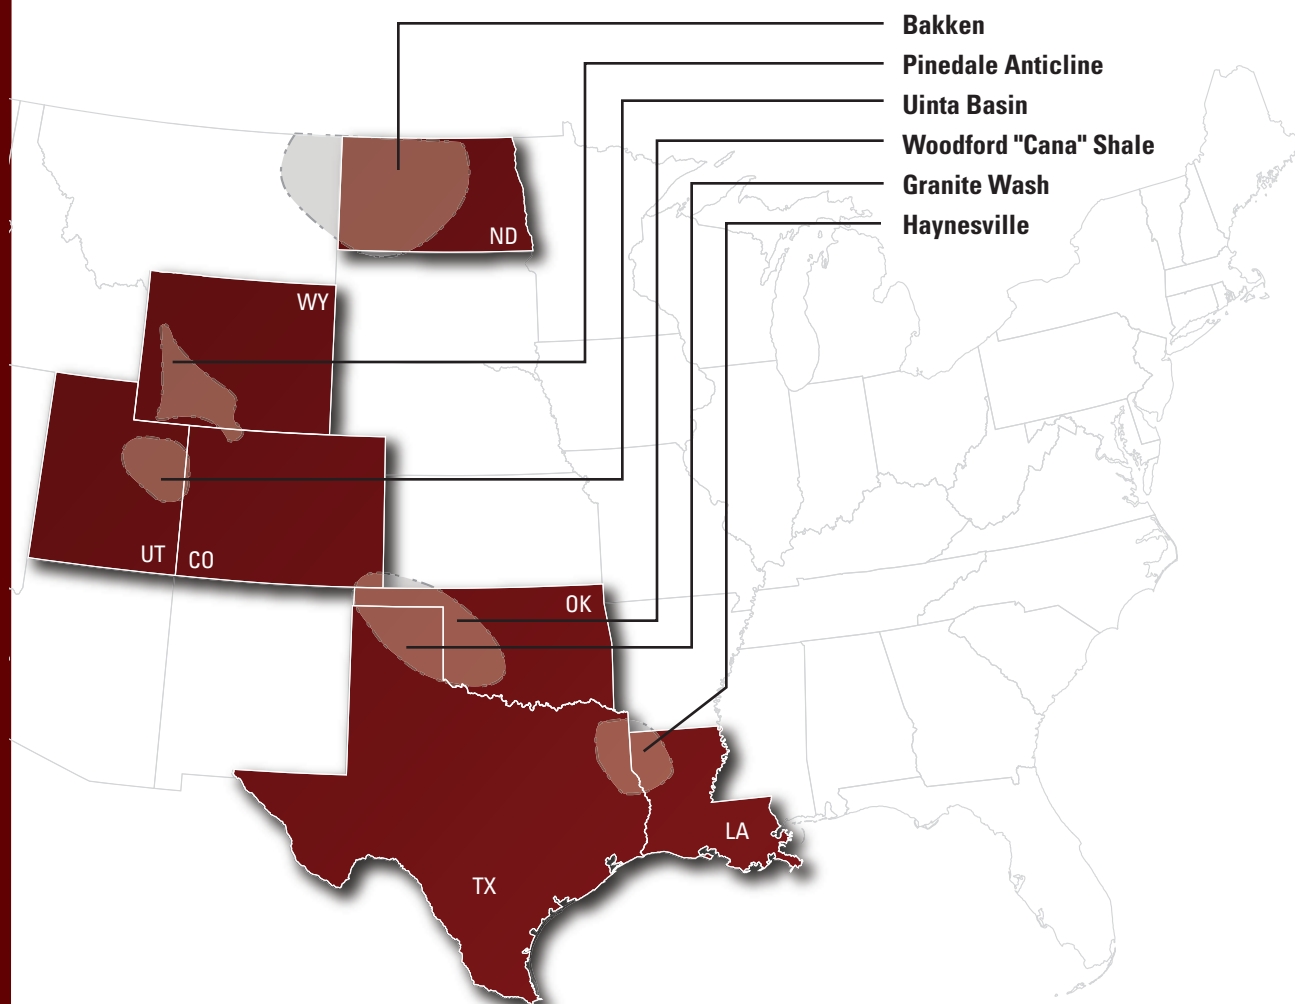 Bakken
Pinedale Anticline
Uinta Basin
Woodford "Cana" Shale
Granite Wash
Haynesville
ND
WY
UT
CO
OK
LA
TX